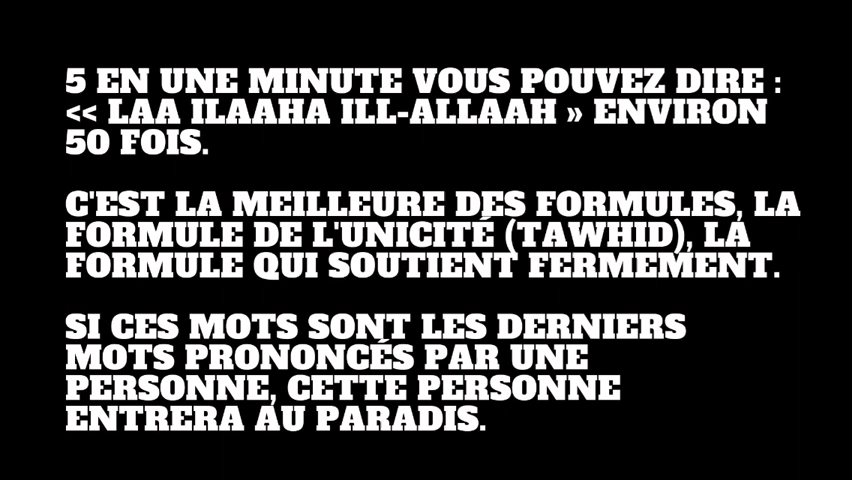 5 EN UNE MINUTE VOUS POUVEZ DIRE :
« LAA ILAAHA ILL-ALLAAH » ENVIRON
50 FOIS.
C'EST LA MEILLEURE DES FORMULES, LA
FORMULE DE L'UNICITÉ (TAWHID), LA
FORMULE QUI SOUTIENT FERMEMENT.
SI CES MOTS SONT LES DERNIERS
MOTS PRONONCÉS PAR UNE
PERSONNE, CETTE PERSONNE
ENTRERA AU PARADIS.